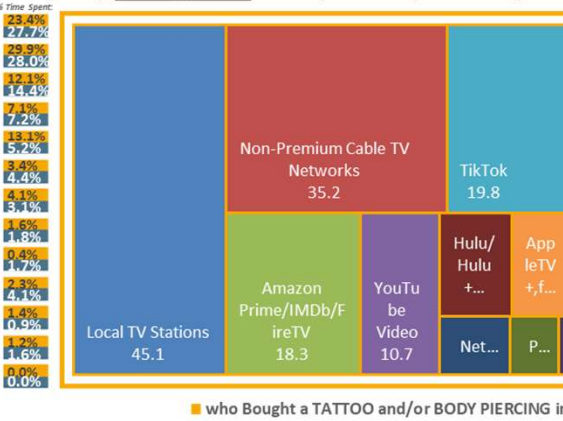 % Time Spent:
23.4%
27.7%
29.9%
28.0%
12.1%
14.4%
7.1%
7.2%
13.1%
5.2%
3.4%
4.4%
4.1%
3.1%
1.6%
1.8%
0.4%
1.7%
2.3%
4.1%
1.4%
0.9%
1.2%
1.6%
0.0%
0.0%
Local TV Stations
45.1
Non-Premium Cable TV
Networks
35.2
TikTok
19.8
Amazon
Prime/IMDb/F
ireTV
18.3
YouTu
be
Video
10.7
Hulu/
Hulu
+...
App
leTV
+,f...
Net...
P...
who Bought a TATTOO and/or BODY PIERCING i